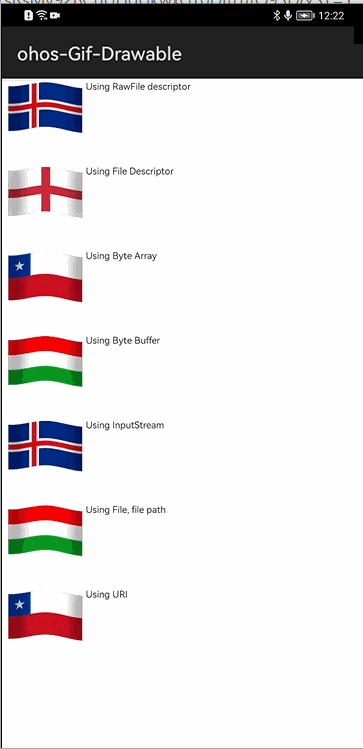 12:22
ohos-Gif-Drawable
Using RawFile descriptor
Using File Descriptor
Using Byte Array
Using Byte Buffer
Using InputStream
Using File, file path
Using URI